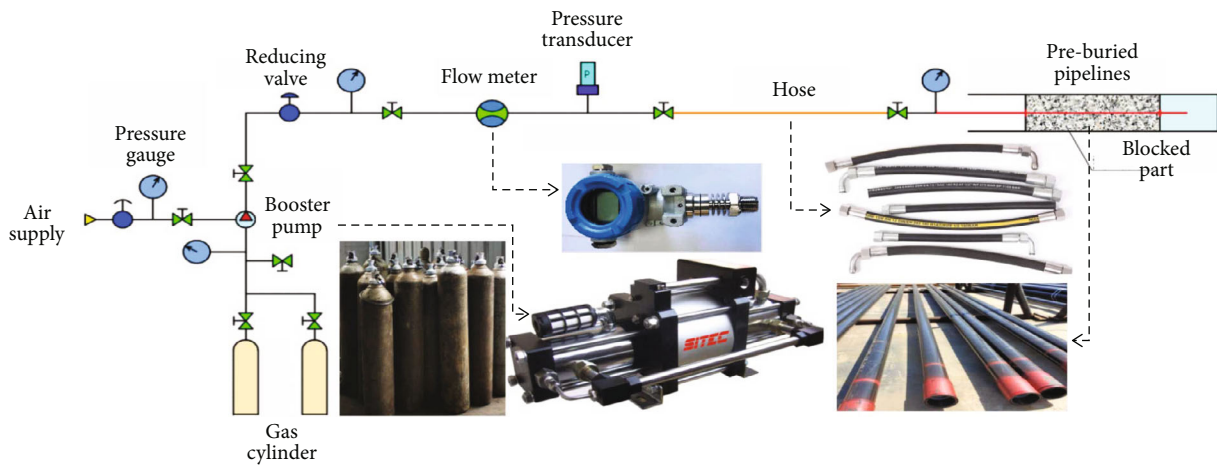 Pressure
transducer
Reducing
valve
Flow meter
Pre-buried
pipelines
Hose
Pressure
gauge
P
Blocked
part
Air
supply
Booster
pump
SITEC
Gas
cylinder